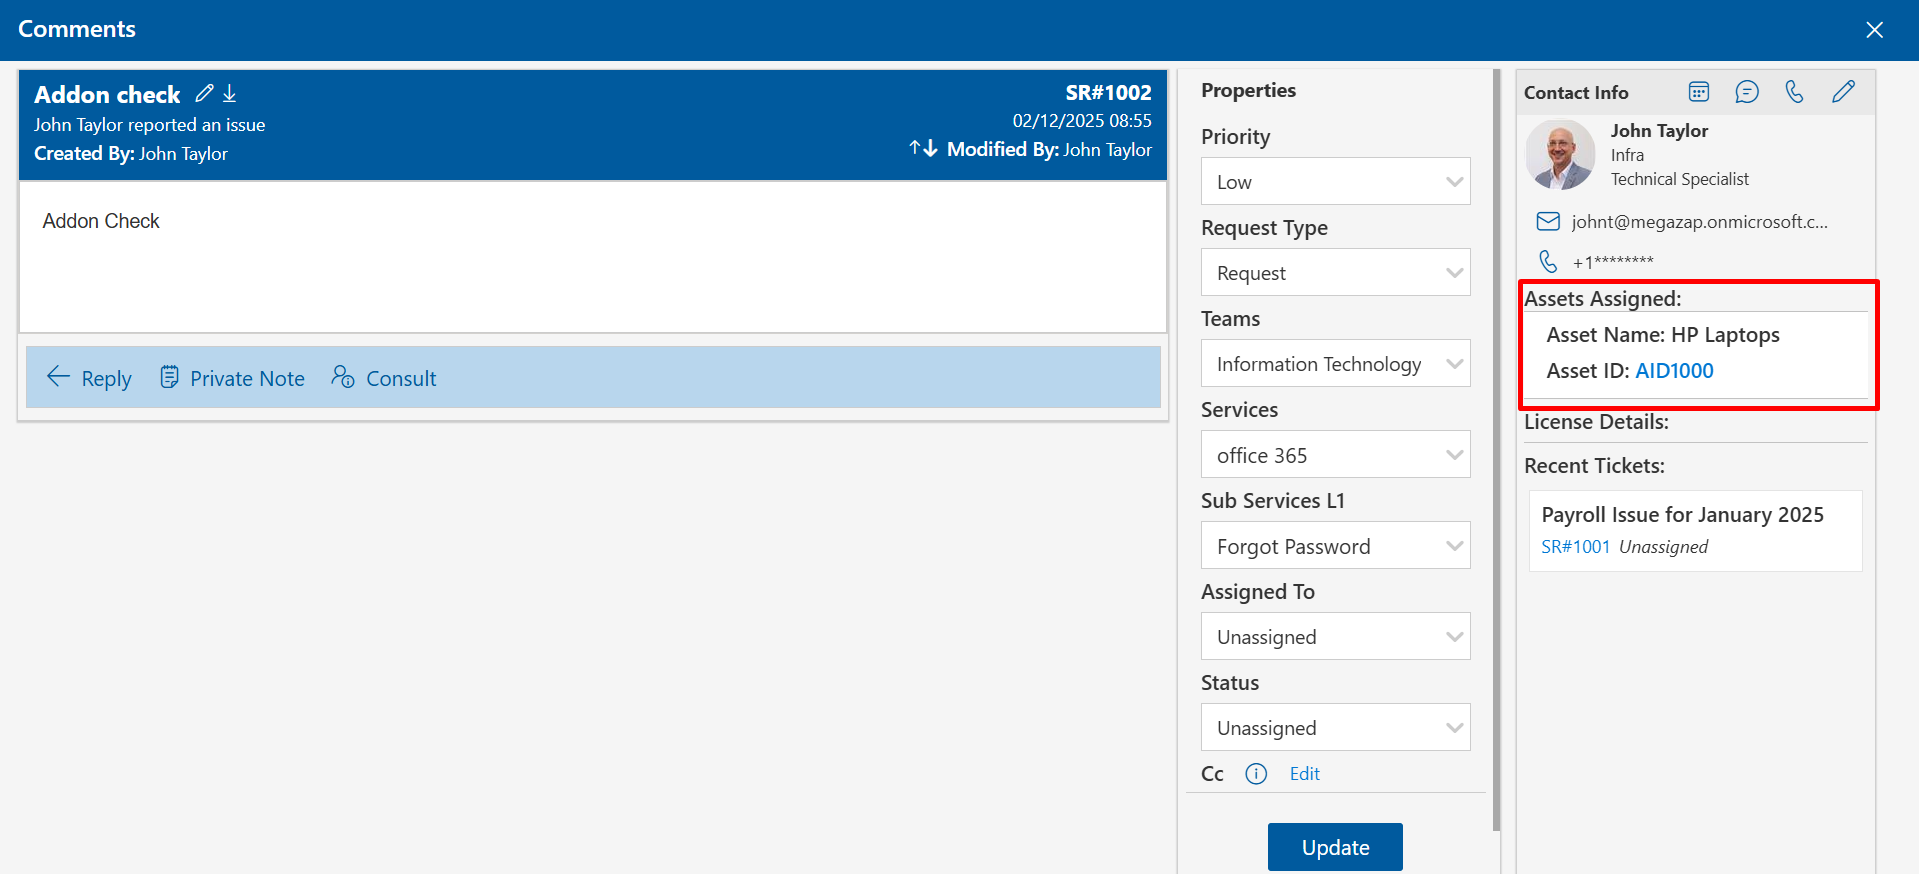 Comments
Addon check
SR#1002
John Taylor reported an issue
02/12/2025 08:55
Created By: John Taylor
Modified By: John Taylor
Addon Check
Reply
Private Note
Consult
Properties
Priority
Low
Request Type
Request
Teams
Information Technology
Services
office 365
Sub Services L1
Forgot Password
Assigned To
Unassigned
Status
Unassigned
Cc
Edit
Update
Contact Info
John Taylor
Infra
Technical Specialist
johnt@megazap.onmicrosoft.c...
+1********
Assets Assigned:
Asset Name: HP Laptops
Asset ID: AID1000
License Details:
Recent Tickets:
Payroll Issue for January 2025
SR#1001 Unassigned